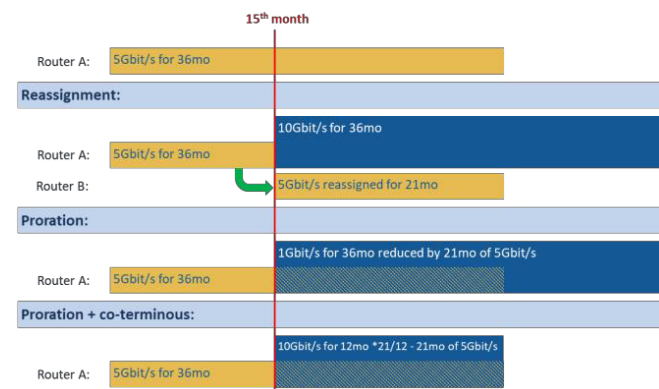 15th month
Router A: 5Gbit/s for 36mo
Reassignment:
10Gbit/s for 36mo
Router A: 5Gbit/s for 36mo
Router B: 5Gbit/s reassigned for 21mo
Proration:
1Gbit/s for 36mo reduced by 21mo of 5Gbit/s
Router A: 5Gbit/s for 36mo
Proration + co-terminous:
10Gbit/s for 12mo *21/12 - 21mo of 5Gbit/s
Router A: 5Gbit/s for 36mo